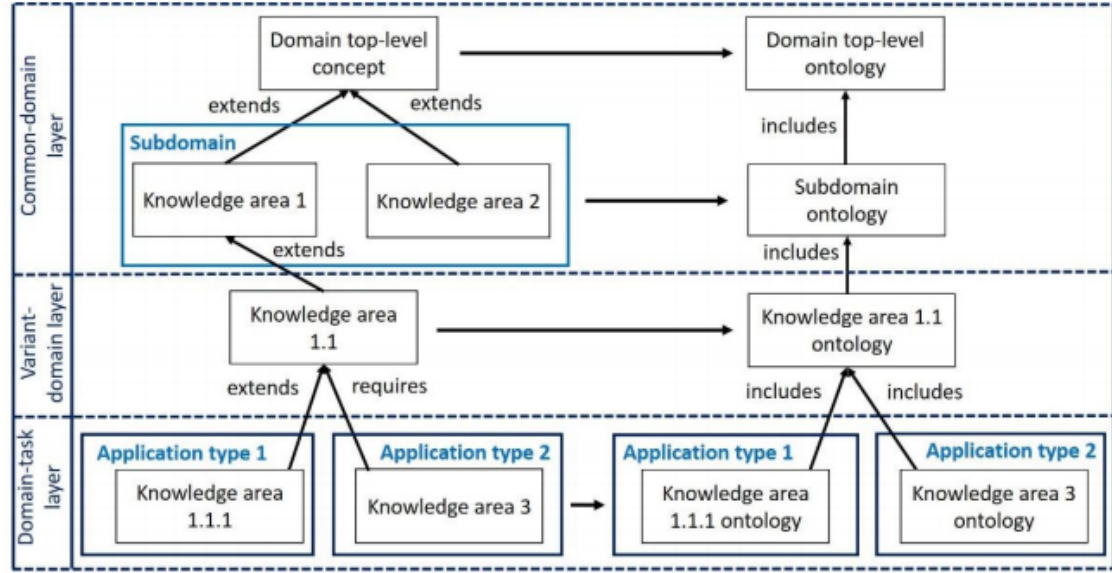 Common-domain
layer
Domain top-level
concept
Domain top-level
ontology
extends
extends
includes
Subdomain
Knowledge area 1
Knowledge area 2
Subdomain
ontology
extends
includes
Variant-
domain layer
Knowledge area
1.1
Knowledge area 1.1
ontology
extends
requires
includes
includes
Domain-task
layer
Application type 1
Application type 2
Application type 1
Application type 2
Knowledge area
1.1.1
Knowledge area 3
Knowledge area
1.1.1 ontology
Knowledge area 3
ontology